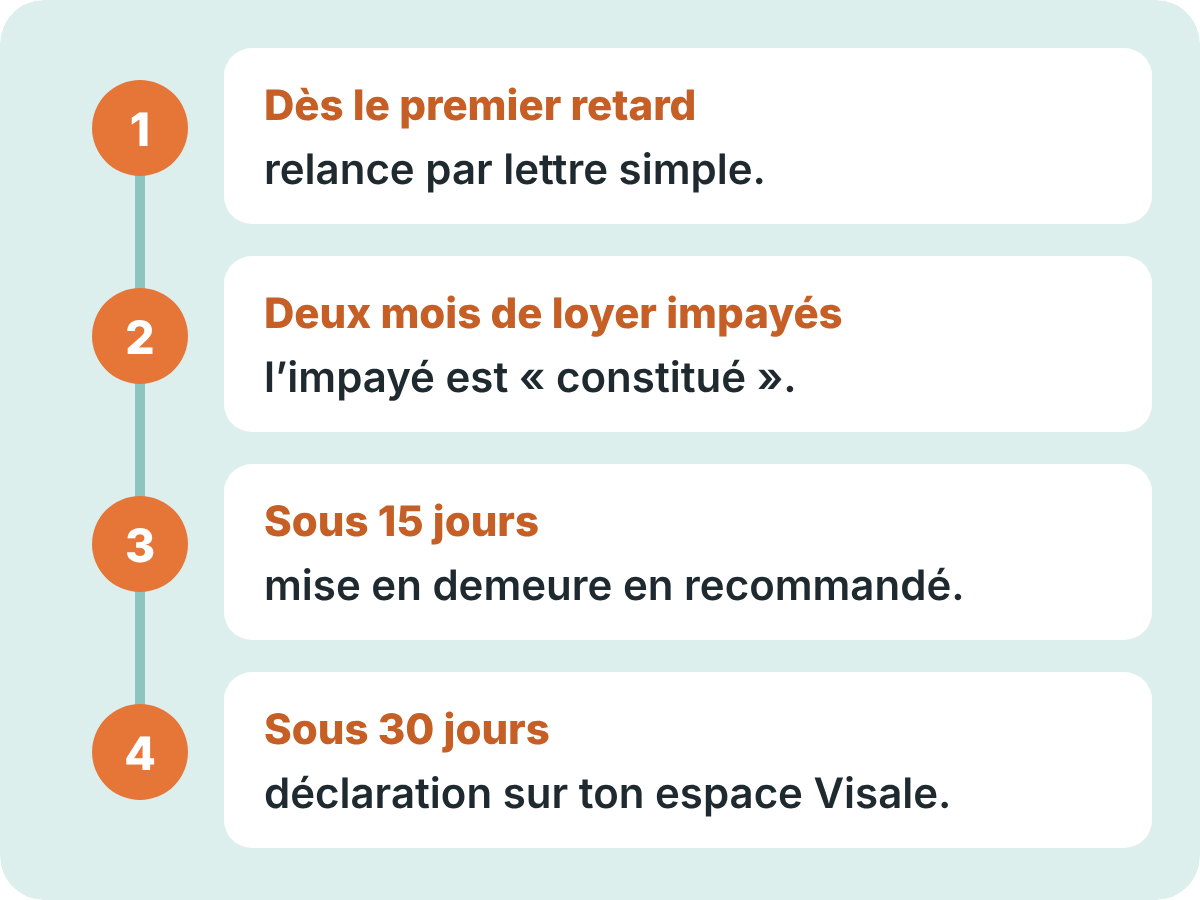 1
Dès le premier retard
relance par lettre simple.
2
Deux mois de loyer impayés
l’impayé est « constitué ».
3
Sous 15 jours
mise en demeure en recommandé.
4
Sous 30 jours
déclaration sur ton espace Visale.